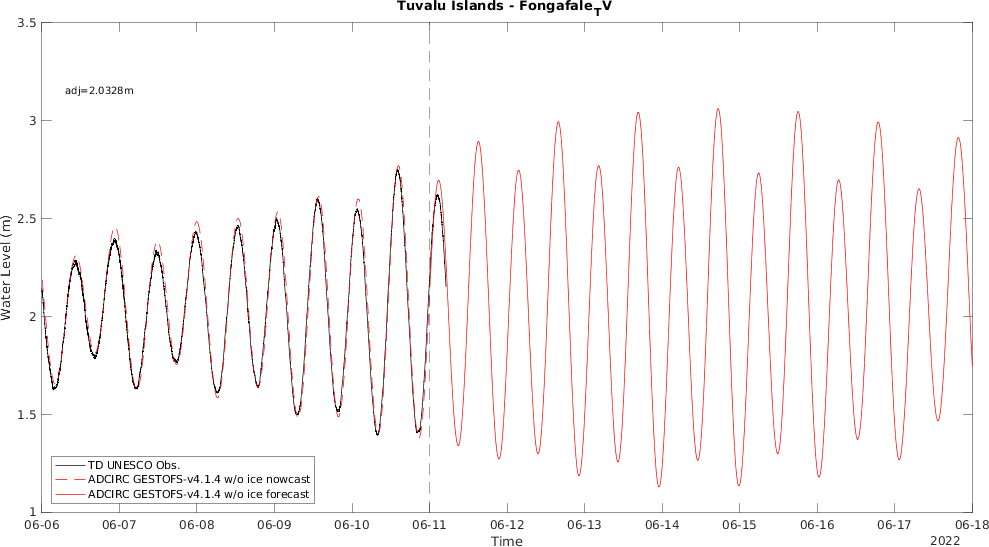 Tuvalu Islands - Fongafale_TV
adj=2.0328m
Water Level (m)
3.5
3
2.5
2
1.5
1
TD UNESCO Obs.
ADCIRC GESTOFS-v4.1.4 w/o ice nowcast
ADCIRC GESTOFS-v4.1.4 w/o ice forecast
06-06 06-07 06-08 06-09 06-10 06-11 06-12 06-13 06-14 06-15 06-16 06-17 06-18
Time
2022